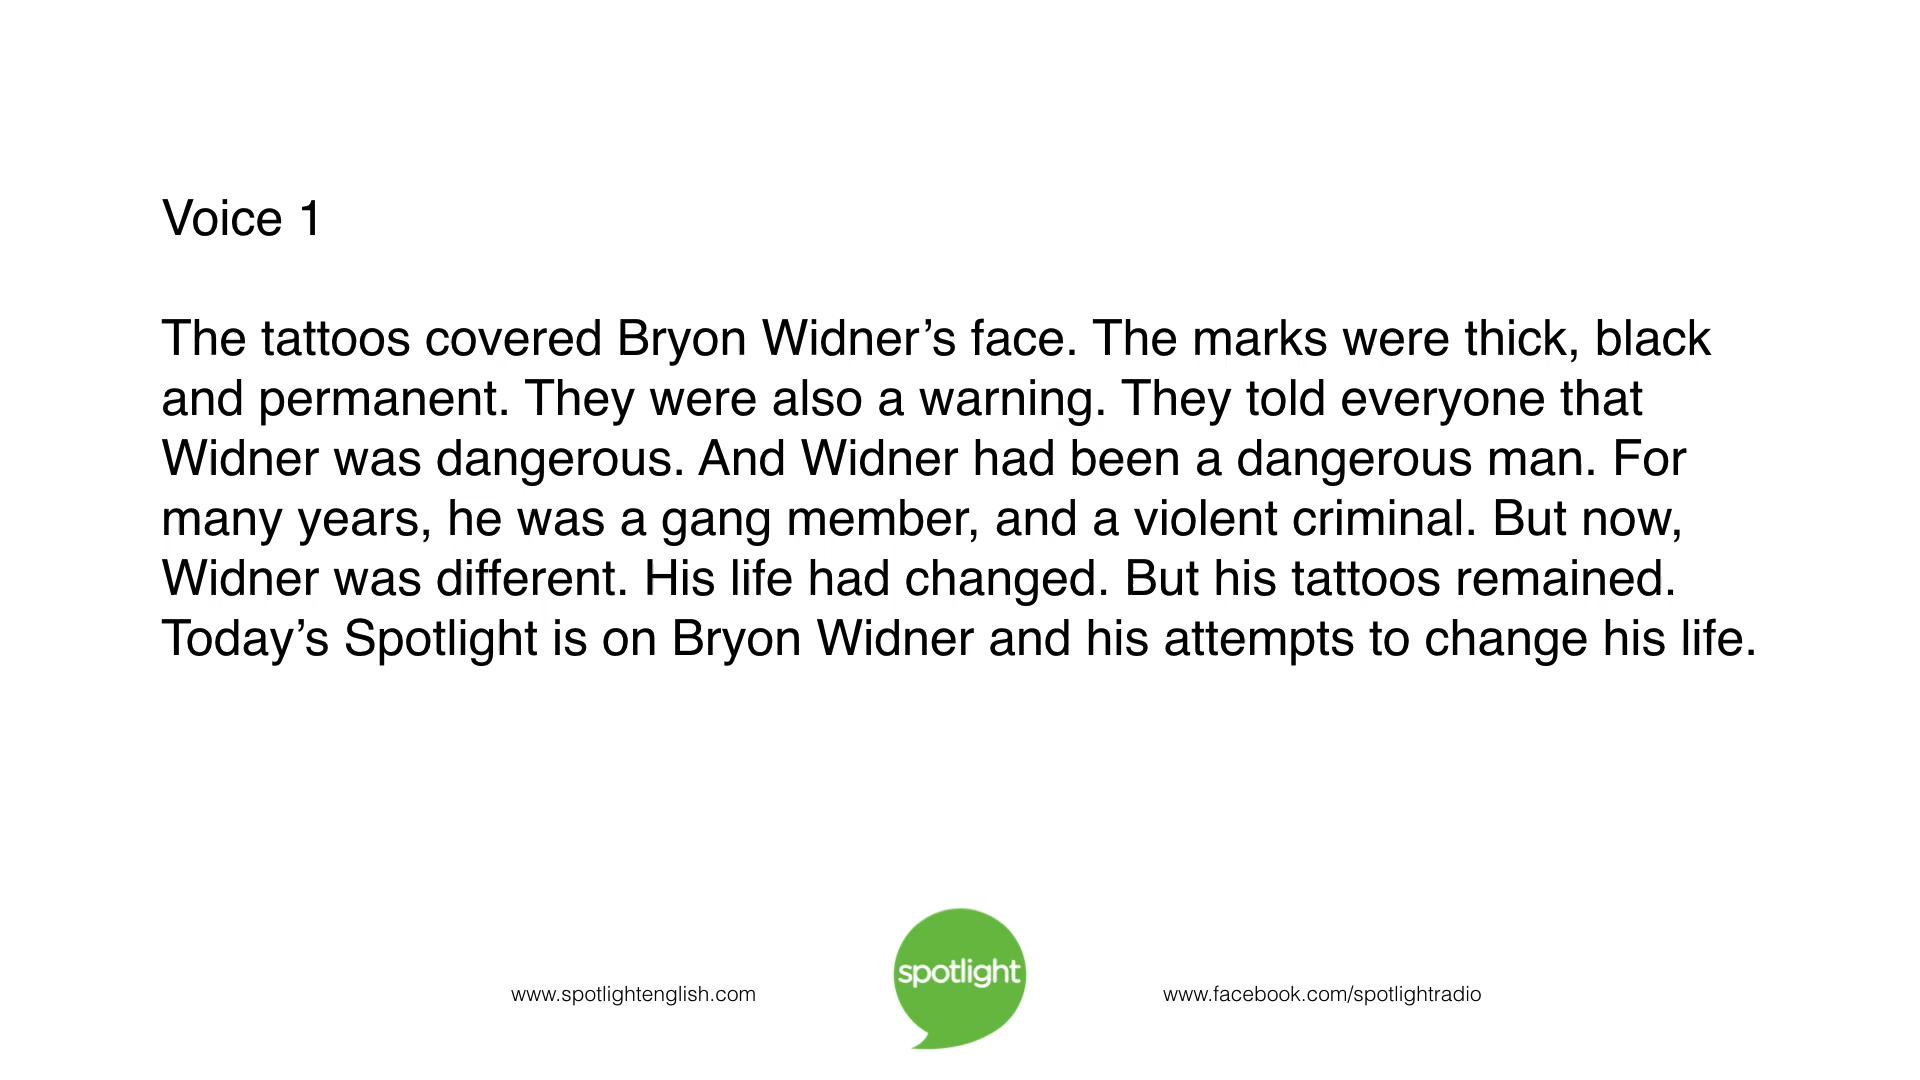 Voice 1
The tattoos covered Bryon Widner’s face. The marks were thick, black
and permanent. They were also a warning. They told everyone that
Widner was dangerous. And Widner had been a dangerous man. For
many years, he was a gang member, and a violent criminal. But now,
Widner was different. His life had changed. But his tattoos remained.
Today’s Spotlight is on Bryon Widner and his attempts to change his life.
spotlight
www.spotlightenglish.com
www.facebook.com/spotlightradio